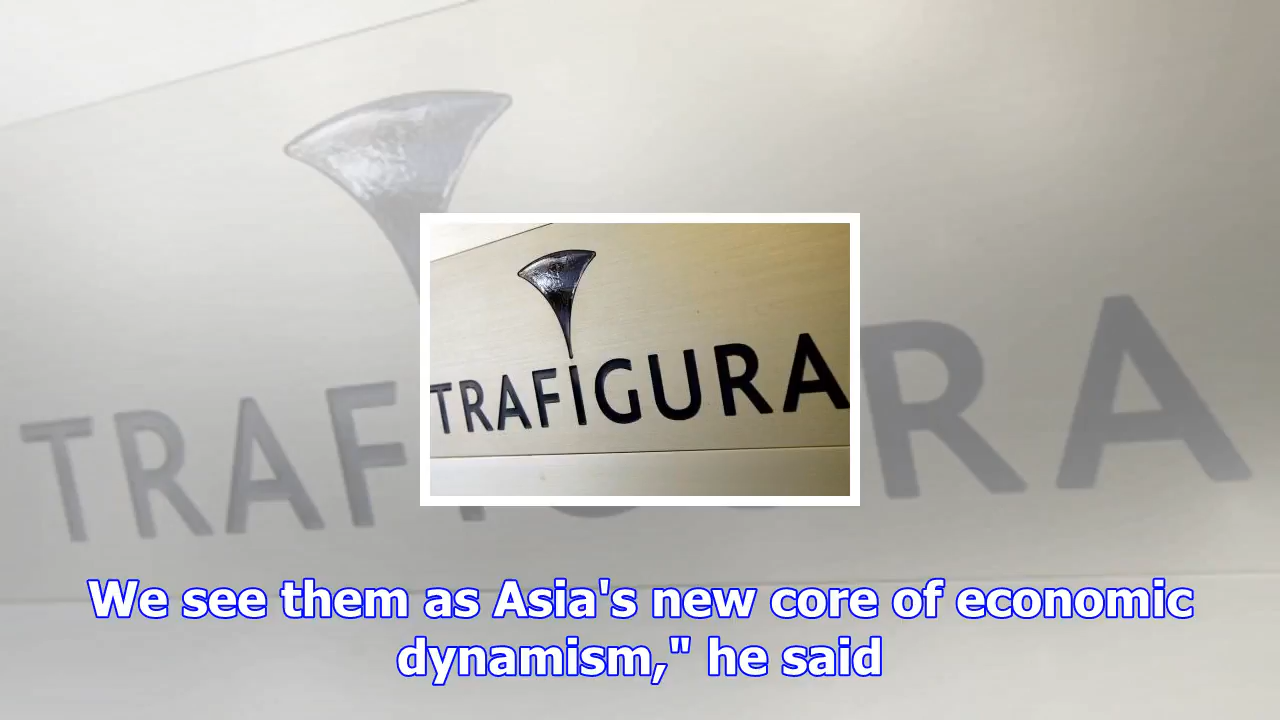 TRAFIGURA
TRAFIGURA
We see them as Asia's new core of economic
dynamism," he said